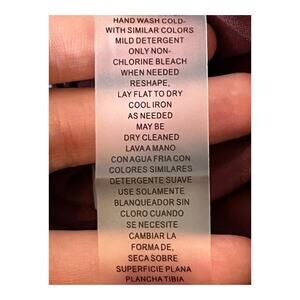 HAND WASH COLD-
WITH SIMILAR COLORS
MILD DETERGENT
ONLY NON-
CHLORINE BLEACH
WHEN NEEDED
RESHAPE,
LAY FLAT TO DRY
COOL IRON
AS NEEDED
MAY BE
DRY CLEANED
LAVA A MANO
CON AGUA FRIA CON
COLORES SIMILARES
DETERGENTE SUAVE
USE SOLAMENTE
BLANQUEADOR SIN
CLORO CUANDO
SE NECESITE
CAMBIAR LA
FORMA DE,
SECA SOBRE
SUPERFICIE PLANA
PLANCHA TIBIA